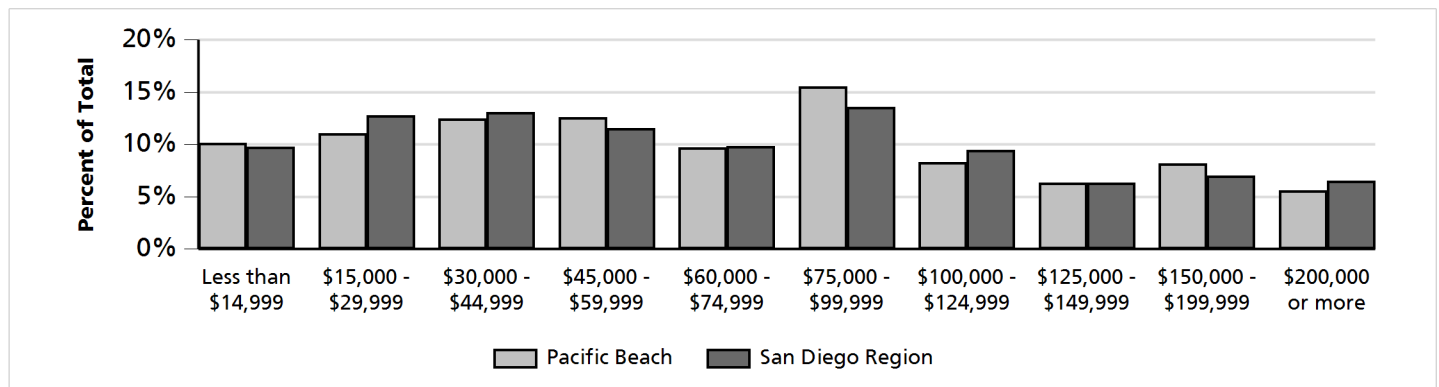 Percent of Total
20%
15%
10%
5%
0%
Less than $14,999
$15,000 - $29,999
$30,000 - $44,999
$45,000 - $59,999
$60,000 - $74,999
$75,000 - $99,999
$100,000 - $124,999
$125,000 - $149,999
$150,000 - $199,999
$200,000 or more
Pacific Beach
San Diego Region